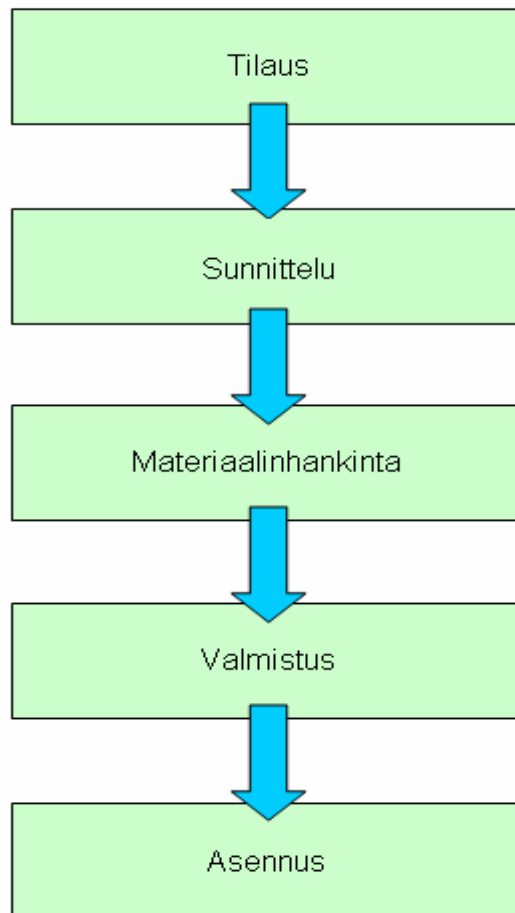 Tilaus
Sunnittelu
Materiaalinhankinta
Valmistus
Asennus